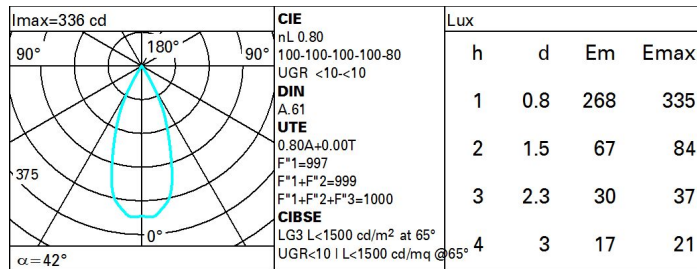 Imax=336 cd
90°
180°
90°
375
0°
α=42°
CIE
nL 0.80
100-100-100-100-80
UGR <10-<10
DIN
A.61
UTE
0.80A+0.00T
F"1=997
F"1+F"2=999
F"1+F"2+F"3=1000
CIBSE
LG3 L<1500 cd/m² at 65°
UGR<10 | L<1500 cd/mq @65°
Lux
h d Em Emax
1 0.8 268 335
2 1.5 67 84
3 2.3 30 37
4 3 17 21